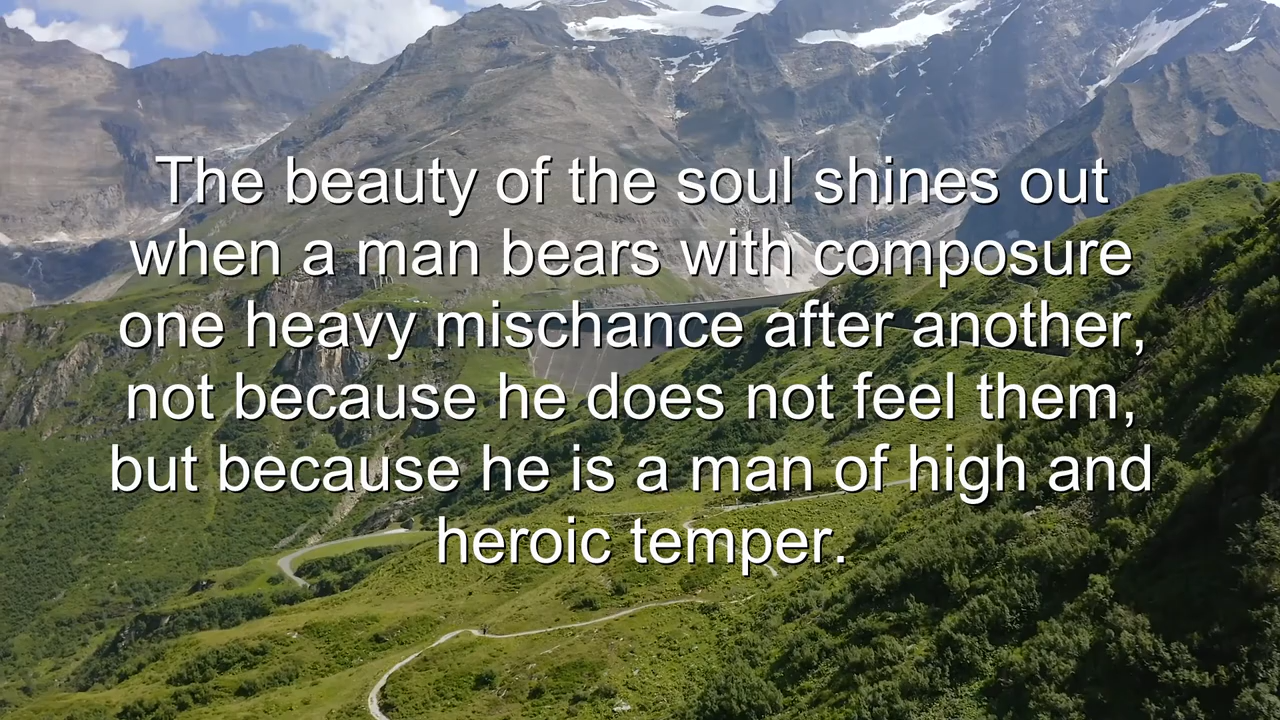 The beauty of the soul shines out
when a man bears with composure
one heavy mischance after another,
not because he does not feel them,
but because he is a man of high and
heroic temper.